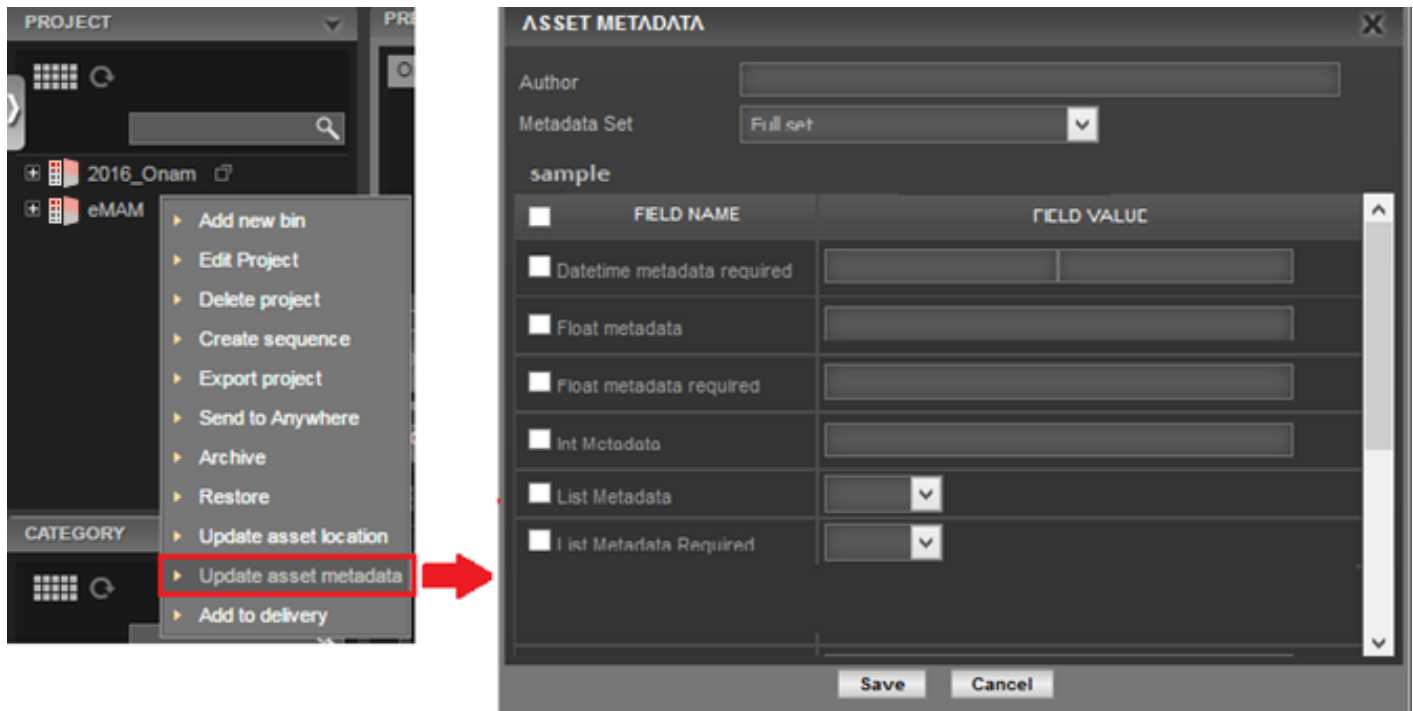 PROJECT
PRE
2016_Onam
eMAM
Add new bin
Edit Project
Delete project
Create sequence
Export project
Send to Anywhere
Archive
Restore
Update asset location
Update asset metadata
Add to delivery
CATEGORY
ASSET METADATA
X
Author
Metadata Set
Full set
sample
FIELD NAME FIELD VALUE
Datetime metadata required
Float metadata
Float metadata required
Int Metadata
List Metadata
List Metadata Required
Save Cancel